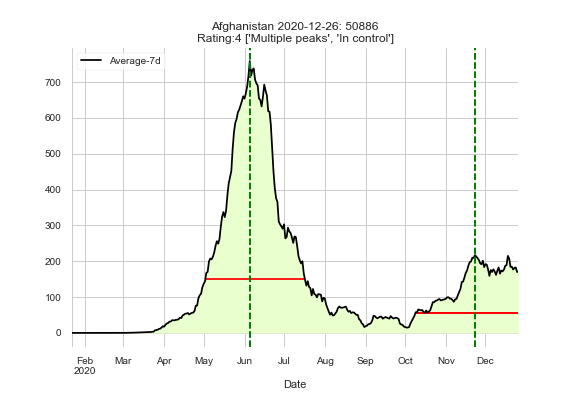 Afghanistan 2020-12-26: 50886
Rating:4 ['Multiple peaks', 'In control']
Average-7d
700
600
500
400
300
200
100
0
Feb Mar Apr May Jun Jul Aug Sep Oct Nov Dec
2020
Date